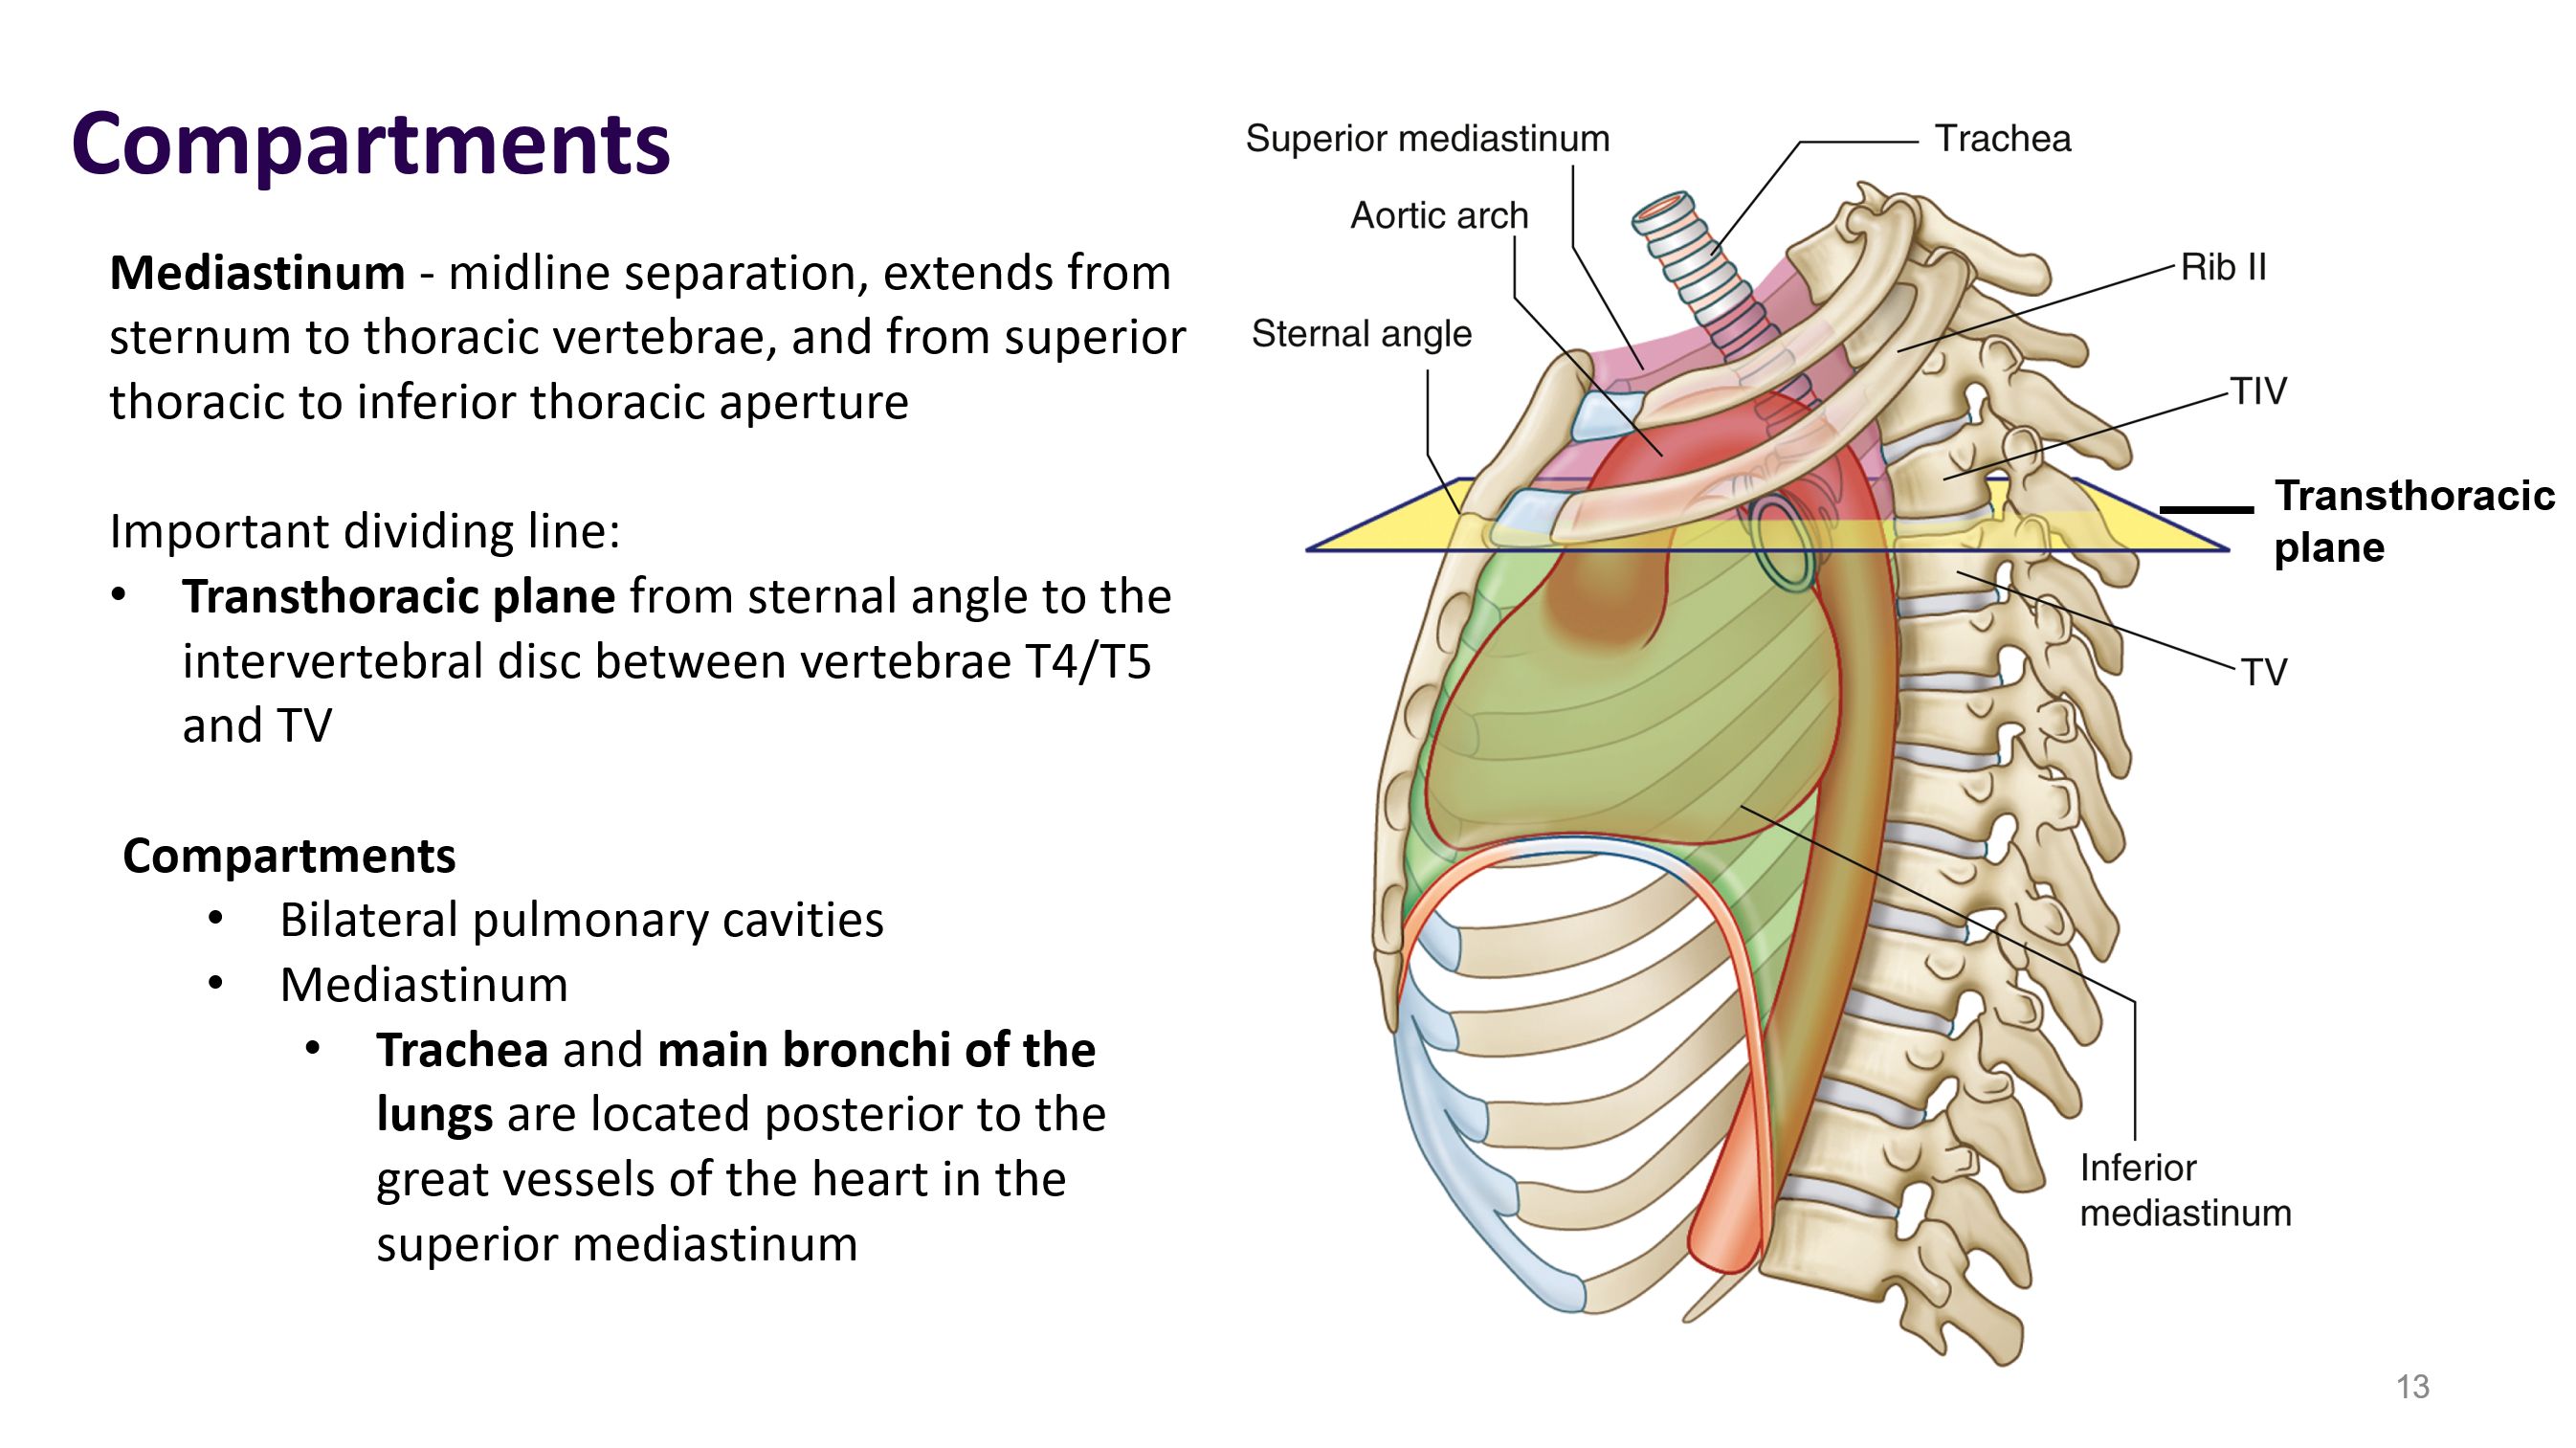 Compartments
Mediastinum - midline separation, extends from
sternum to thoracic vertebrae, and from superior
thoracic to inferior thoracic aperture
Important dividing line:
• Transthoracic plane from sternal angle to the
intervertebral disc between vertebrae T4/T5
and TV
Compartments
• Bilateral pulmonary cavities
• Mediastinum
• Trachea and main bronchi of the
lungs are located posterior to the
great vessels of the heart in the
superior mediastinum
Superior mediastinum
Trachea
Aortic arch
Rib II
Sternal angle
TIV
Transthoracic
plane
TV
Inferior
mediastinum
13